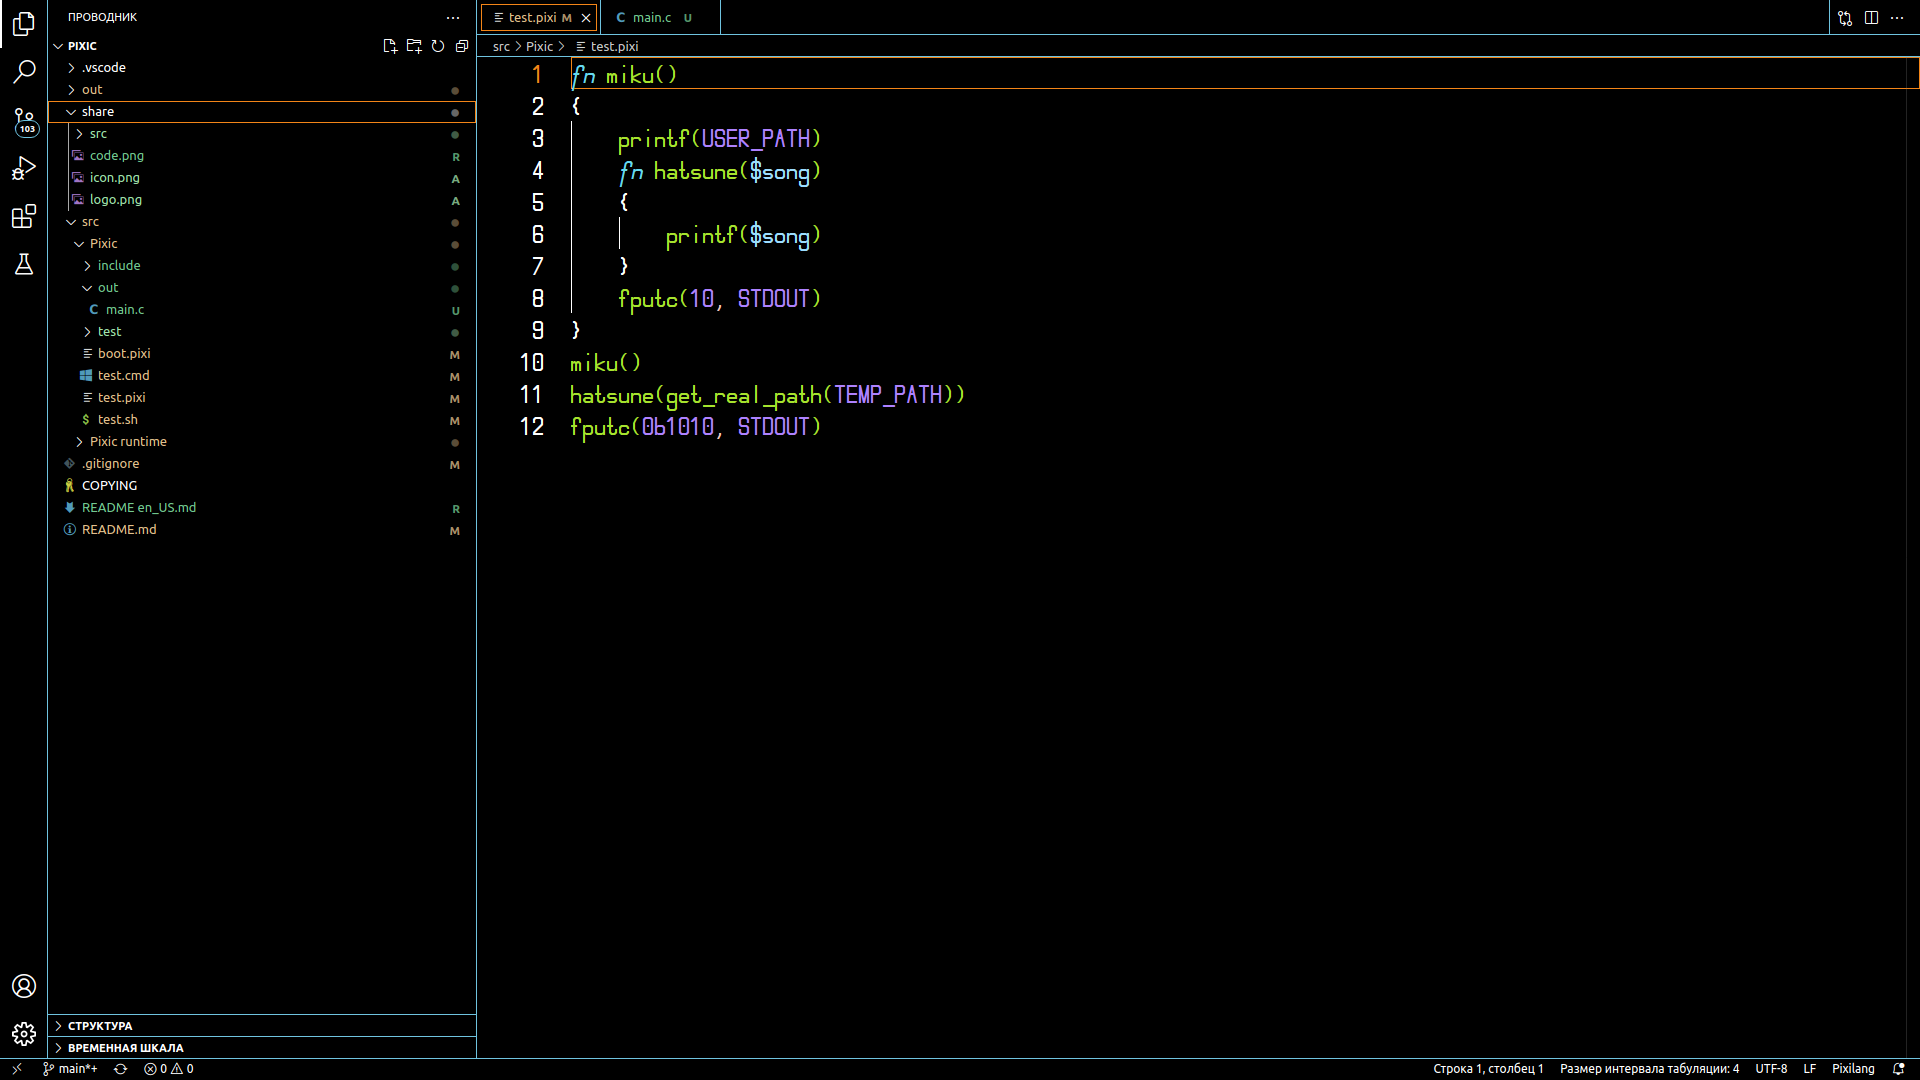 ПРОВОДНИК
PIXIC
.vscode
out
share
src
code.png R
icon.png A
logo.png A
src
Pixic
include
out
C main.c U
test
boot.pixi M
test.cmd M
test.pixi M
$ test.sh M
Pixic runtime
.gitignore M
COPYING
README en_US.md R
README.md M
103
СТРУКТУРА
ВРЕМЕННАЯ ШКАЛА
test.pixi M
C main.c U
src > Pixic > test.pixi
1 fn miku()
2 {
3 printf(USER_PATH)
4 fn hatsune($song)
5 {
6 printf($song)
7 }
8 fputc(10, STDOUT)
9 }
10 miku()
11 hatsune(get_real_path(TEMP_PATH))
12 fputc(0b1010, STDOUT)
main*+ 0 0 Строка 1, столбец 1 Размер интервала табуляции: 4 UTF-8 LF Pixilang